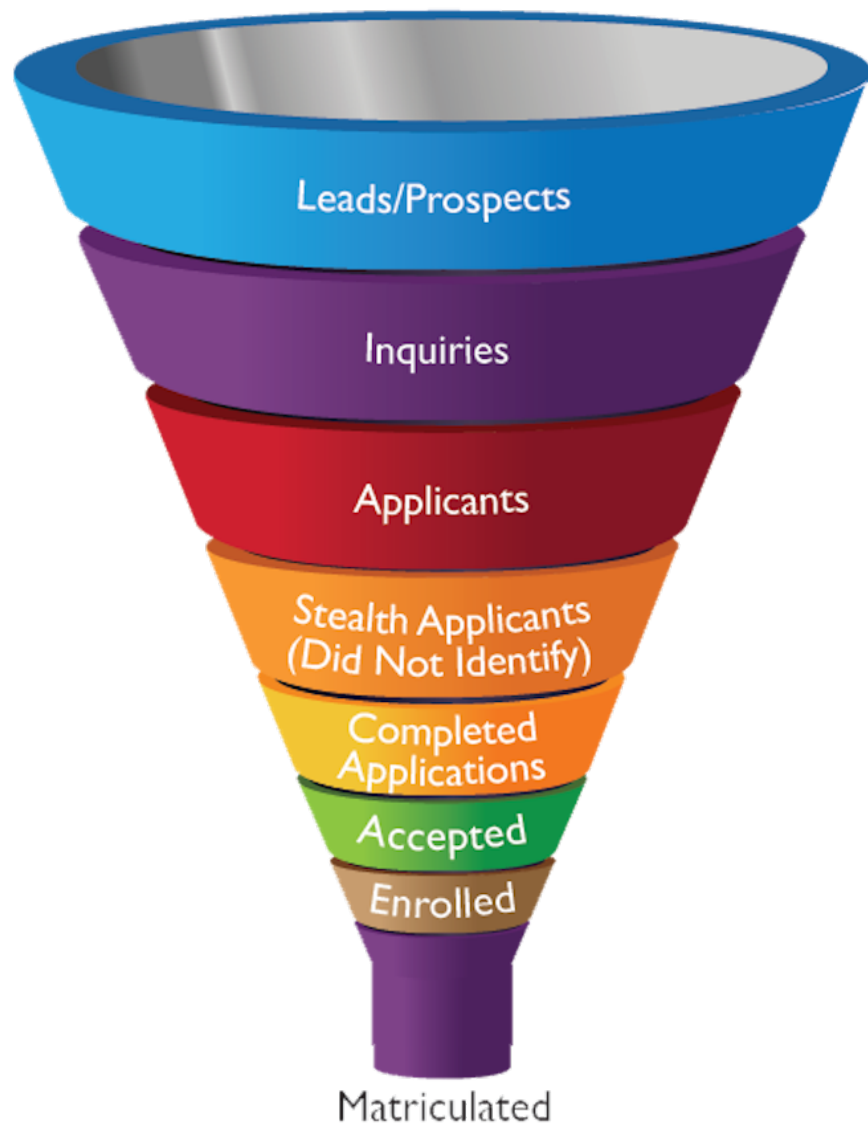 Leads/Prospects
Inquiries
Applicants
Stealth Applicants
(Did Not Identify)
Completed
Applications
Accepted
Enrolled
Matriculated